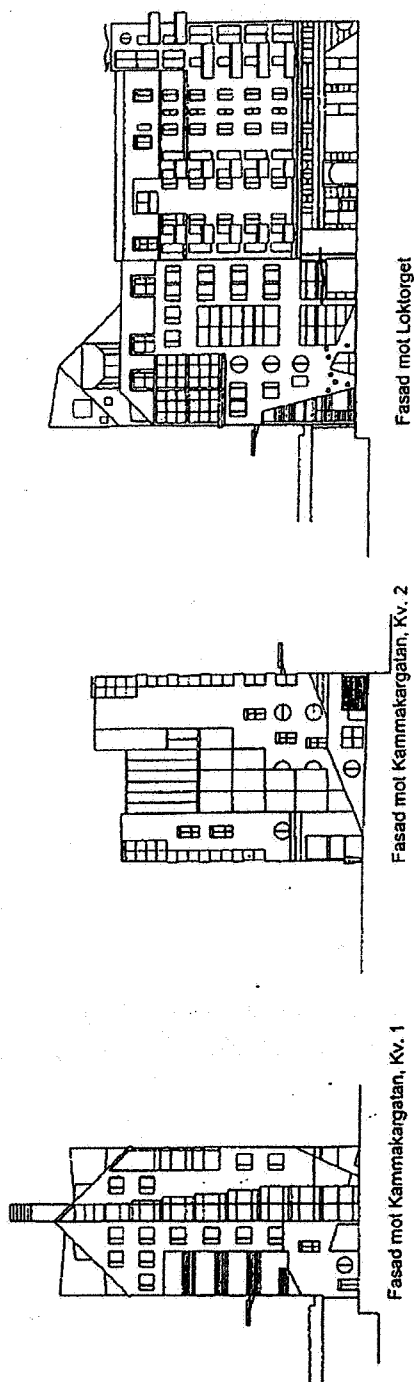 Fasad mot Kammakargatan, Kv. 1
Fasad mot Kammakargatan, Kv. 2
Fasad mot Loktorget